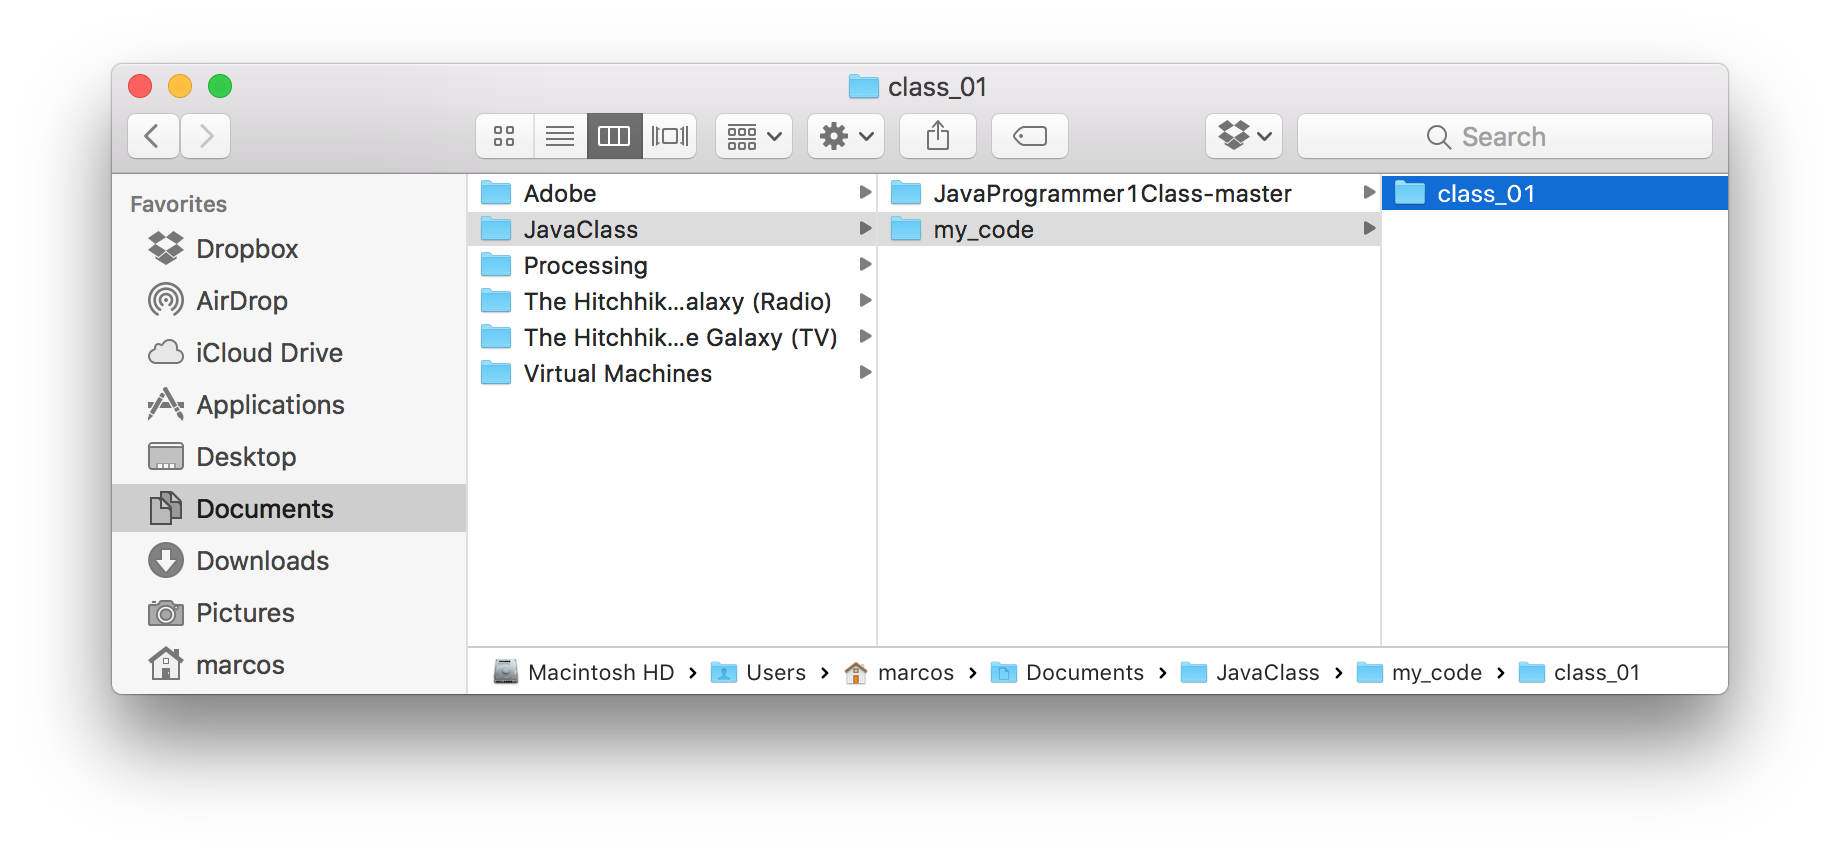 class_01
Search
Favorites
Dropbox
AirDrop
iCloud Drive
Applications
Desktop
Documents
Downloads
Pictures
marcos
Adobe
JavaClass
Processing
The Hitchhik...alaxy (Radio)
The Hitchhik...e Galaxy (TV)
Virtual Machines
JavaProgrammer1Class-master
my_code
class_01
Macintosh HD › Users › marcos › Documents › JavaClass › my_code › class_01